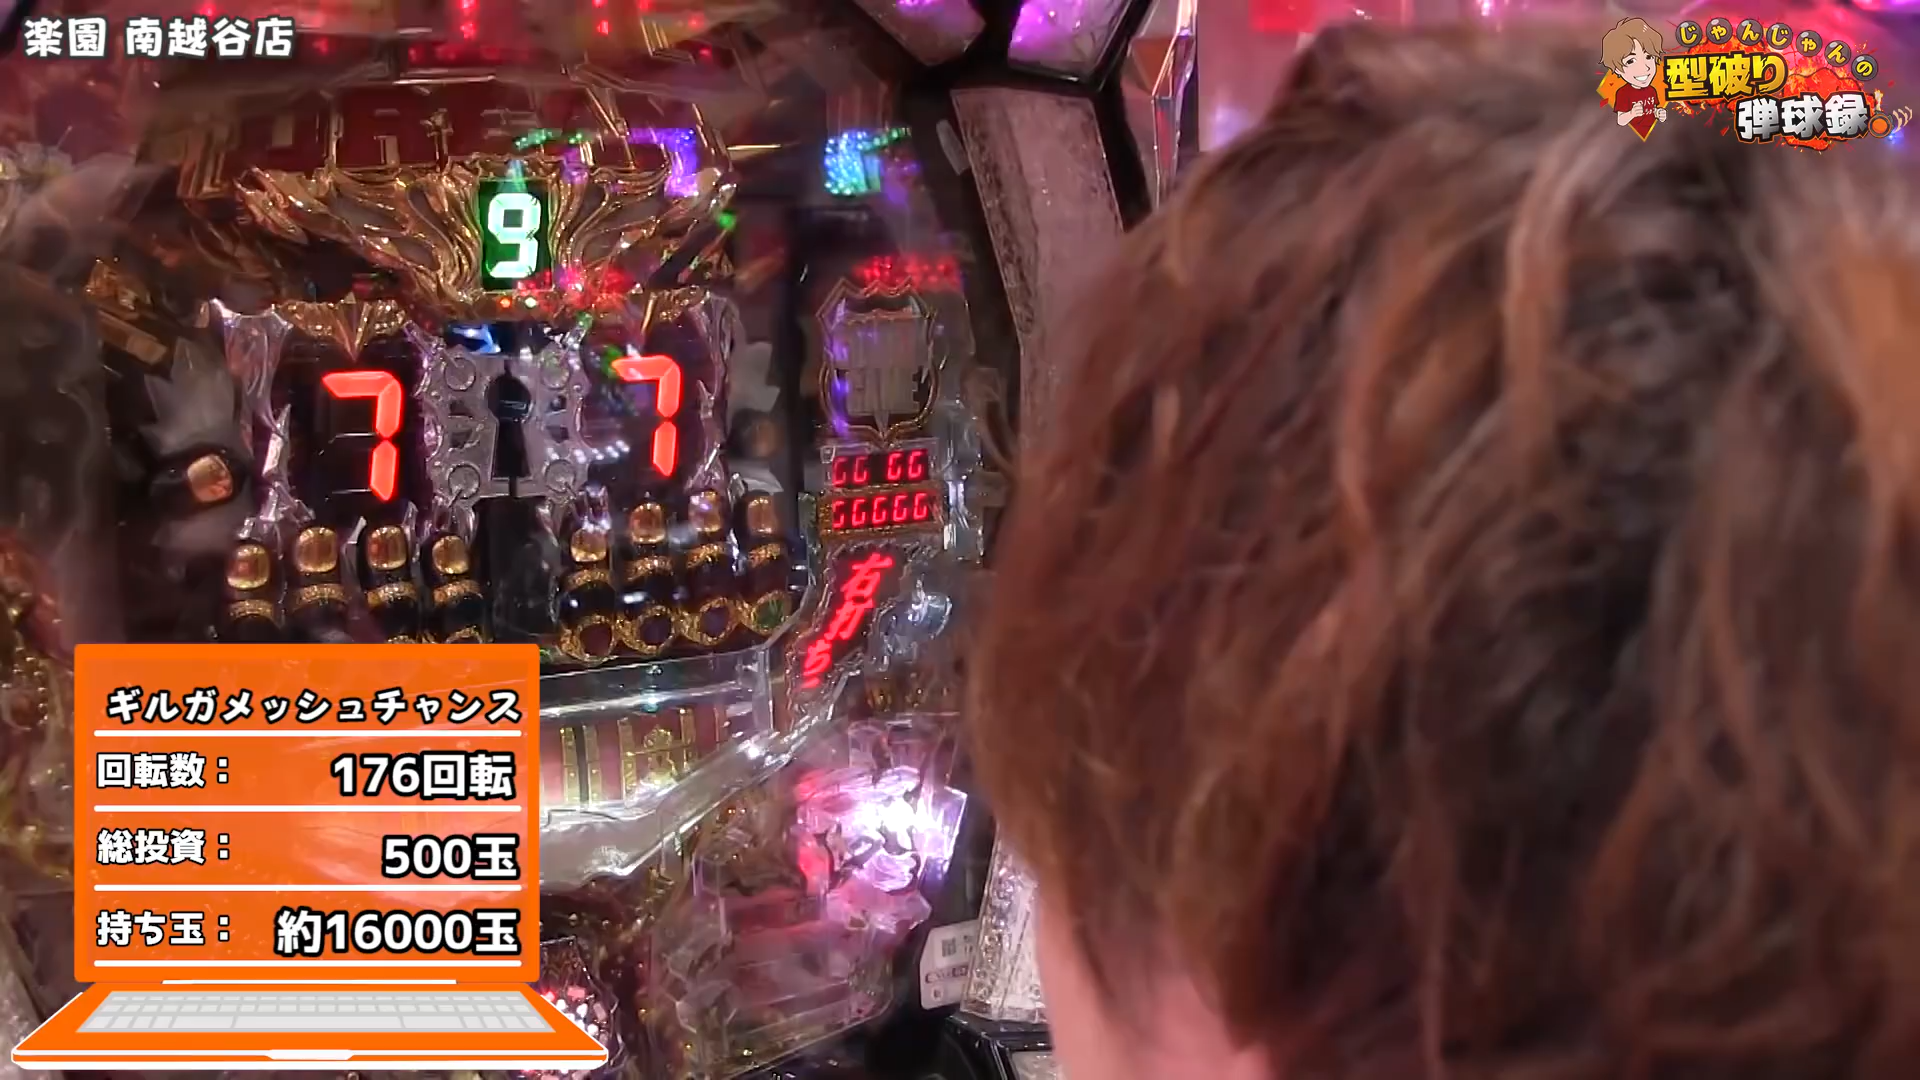 楽園 南越谷店
じゃんじゃんの
型破り
弾球録
9
7 7
右打ち
ギルガメッシュチャンス
回転数： 176回転
総投資： 500玉
持ち玉： 約16000玉